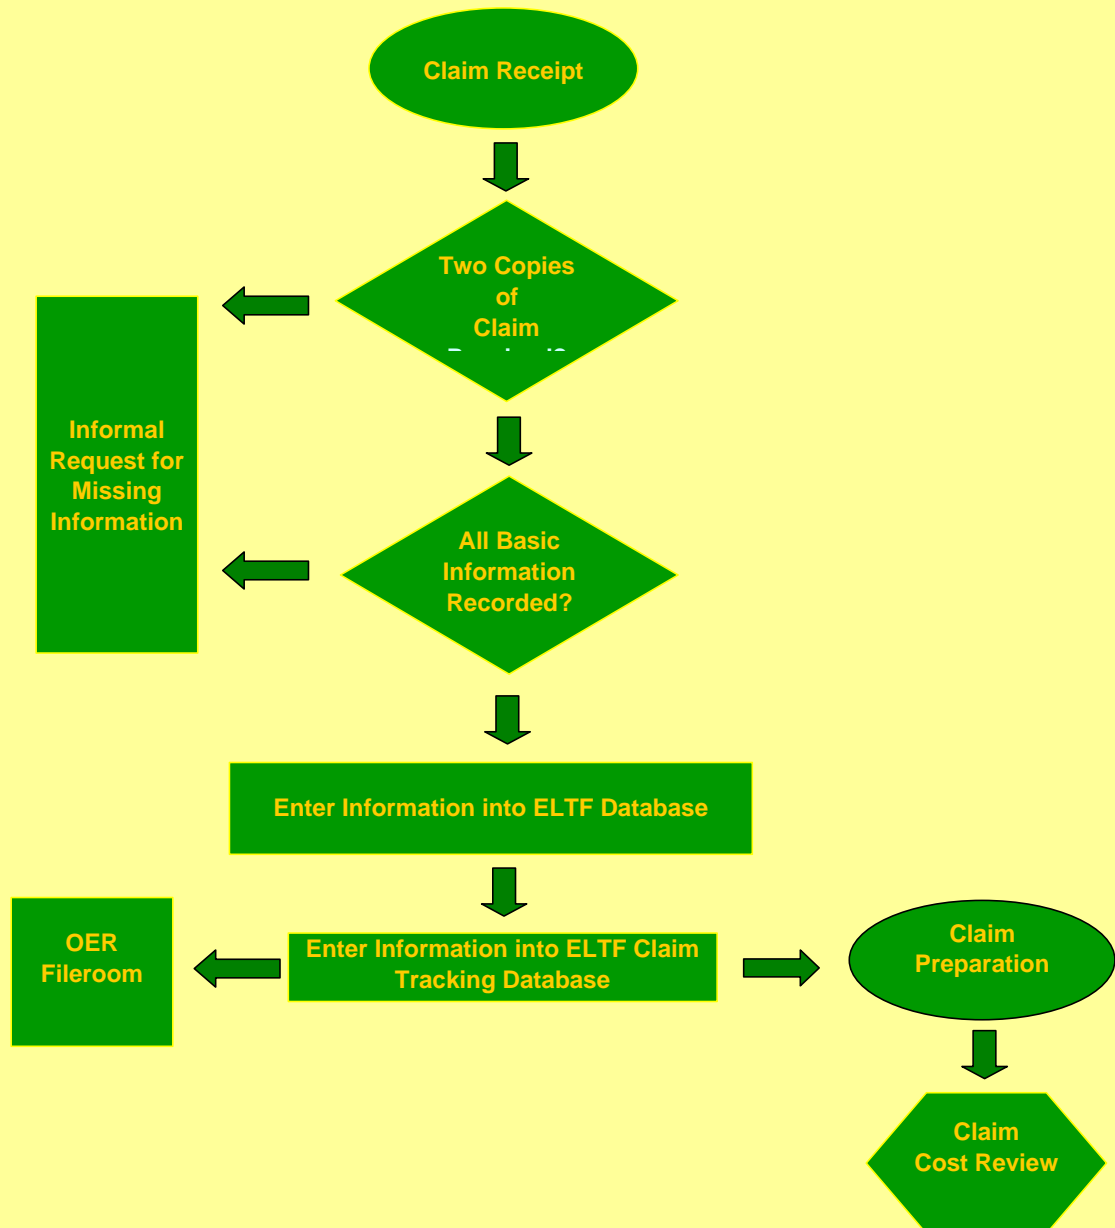 Claim Receipt
Two Copies
of
Claim
Informal
Request for
Missing
Information
All Basic
Information
Recorded?
Enter Information into ELTF Database
OER
Fileroom
Enter Information into ELTF Claim
Tracking Database
Claim
Preparation
Claim
Cost Review